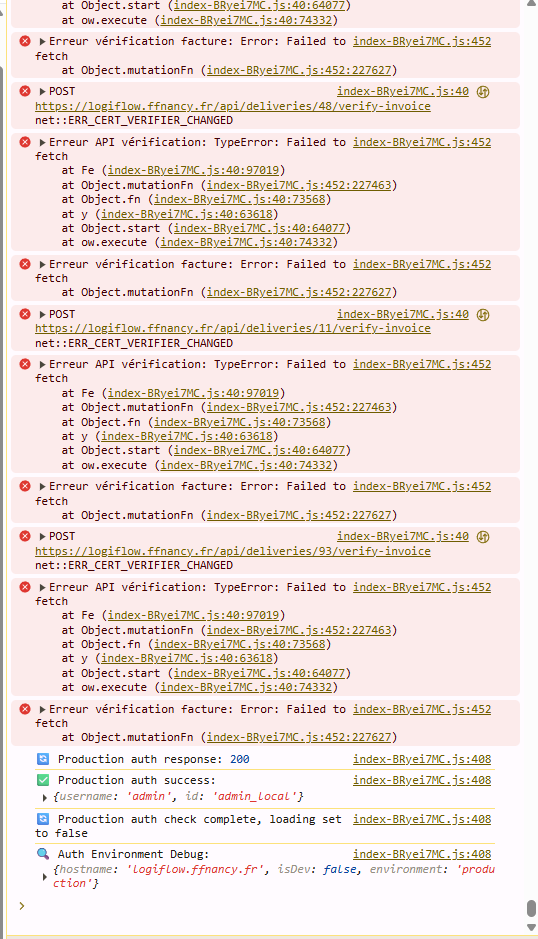 at Object.start (index-BRyei7MC.js:40:64077)
at ow.execute (index-BRyei7MC.js:40:74332)
Erreur vérification facture: Error: Failed to index-BRyei7MC.js:452
fetch
at Object.mutationFn (index-BRyei7MC.js:452:227627)
POST index-BRyei7MC.js:40
https://logiflow.ffnancy.fr/api/deliveries/48/verify-invoice
net::ERR_CERT_VERIFIER_CHANGED
Erreur API vérification: TypeError: Failed to index-BRyei7MC.js:452
fetch
at Fe (index-BRyei7MC.js:40:97019)
at Object.mutationFn (index-BRyei7MC.js:452:227463)
at Object.fn (index-BRyei7MC.js:40:73568)
at y (index-BRyei7MC.js:40:63618)
at Object.start (index-BRyei7MC.js:40:64077)
at ow.execute (index-BRyei7MC.js:40:74332)
Erreur vérification facture: Error: Failed to index-BRyei7MC.js:452
fetch
at Object.mutationFn (index-BRyei7MC.js:452:227627)
POST index-BRyei7MC.js:40
https://logiflow.ffnancy.fr/api/deliveries/11/verify-invoice
net::ERR_CERT_VERIFIER_CHANGED
Erreur API vérification: TypeError: Failed to index-BRyei7MC.js:452
fetch
at Fe (index-BRyei7MC.js:40:97019)
at Object.mutationFn (index-BRyei7MC.js:452:227463)
at Object.fn (index-BRyei7MC.js:40:73568)
at y (index-BRyei7MC.js:40:63618)
at Object.start (index-BRyei7MC.js:40:64077)
at ow.execute (index-BRyei7MC.js:40:74332)
Erreur vérification facture: Error: Failed to index-BRyei7MC.js:452
fetch
at Object.mutationFn (index-BRyei7MC.js:452:227627)
POST index-BRyei7MC.js:40
https://logiflow.ffnancy.fr/api/deliveries/93/verify-invoice
net::ERR_CERT_VERIFIER_CHANGED
Erreur API vérification: TypeError: Failed to index-BRyei7MC.js:452
fetch
at Fe (index-BRyei7MC.js:40:97019)
at Object.mutationFn (index-BRyei7MC.js:452:227463)
at Object.fn (index-BRyei7MC.js:40:73568)
at y (index-BRyei7MC.js:40:63618)
at Object.start (index-BRyei7MC.js:40:64077)
at ow.execute (index-BRyei7MC.js:40:74332)
Erreur vérification facture: Error: Failed to index-BRyei7MC.js:452
fetch
at Object.mutationFn (index-BRyei7MC.js:452:227627)
Production auth response: 200 index-BRyei7MC.js:408
Production auth success: index-BRyei7MC.js:408
{username: 'admin', id: 'admin_local'}
Production auth check complete, loading set index-BRyei7MC.js:408
to false
Auth Environment Debug: index-BRyei7MC.js:408
{hostname: 'logiflow.ffnancy.fr', isDev: false, environment: 'produ
ction'}